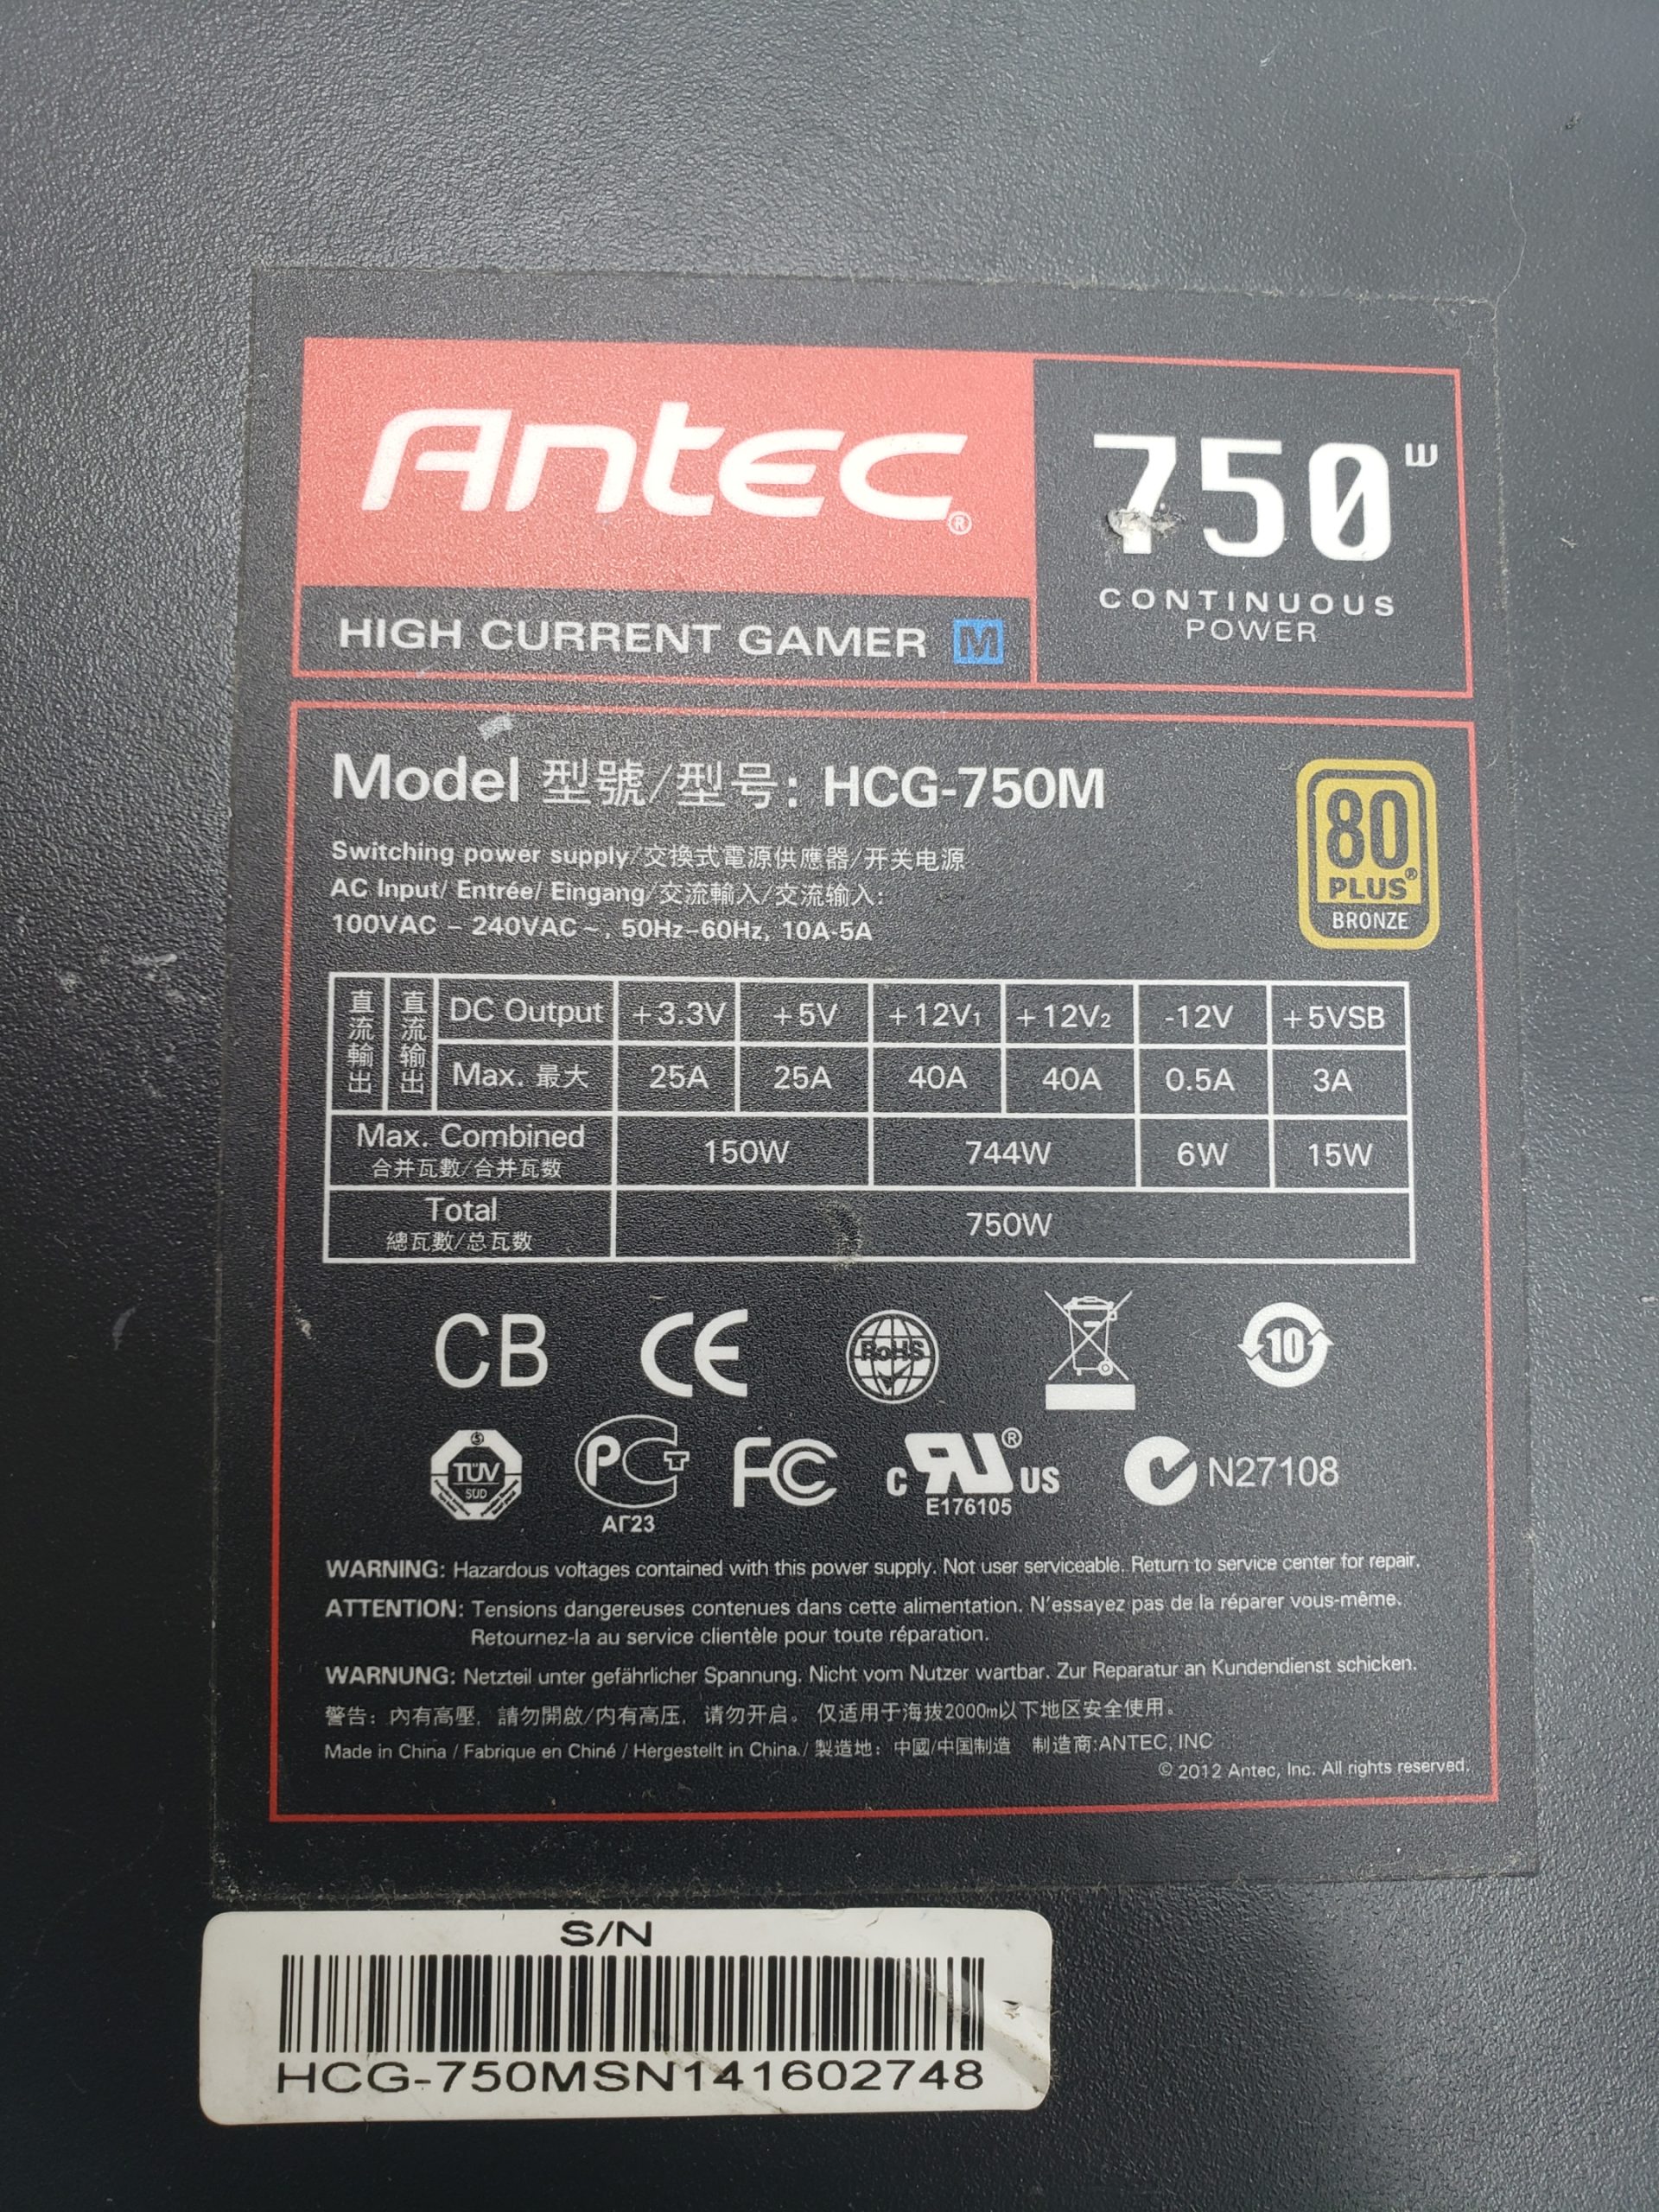 Antec®
750 W
CONTINUOUS
POWER
HIGH CURRENT GAMER M
Model 型號/型号: HCG-750M
80
PLUS®
BRONZE
Switching power supply/交換式電源供應器/开关电源
AC Input/ Entrée/ Eingang/交流輸入/交流输入:
100VAC – 240VAC ~, 50Hz–60Hz, 10A-5A
直流輸出 直流输出 DC Output +3.3V +5V +12V1 +12V2 -12V +5VSB
Max. 最大 25A 25A 40A 40A 0.5A 3A
Max. Combined 150W 744W 6W 15W
合并瓦數/合并瓦数
Total 750W
總瓦數/总瓦数
CB CE RoHS 10
TÜV
SUD
PCT
АГ23
FC
c RU® US
E176105
N27108
WARNING: Hazardous voltages contained with this power supply. Not user serviceable. Return to service center for repair.
ATTENTION: Tensions dangereuses contenues dans cette alimentation. N'essayez pas de la réparer vous-même.
Retournez-la au service clientèle pour toute réparation.
WARNUNG: Netzteil unter gefährlicher Spannung. Nicht vom Nutzer wartbar. Zur Reparatur an Kundendienst schicken.
警告: 內有高壓, 請勿開啟/内有高压, 请勿开启。 仅适用于海拔2000m以下地区安全使用。
Made in China / Fabrique en Chiné / Hergestellt in China / 製造地: 中國/中国制造 制造商:ANTEC, INC
© 2012 Antec, Inc. All rights reserved.
S/N
HCG-750MSN141602748